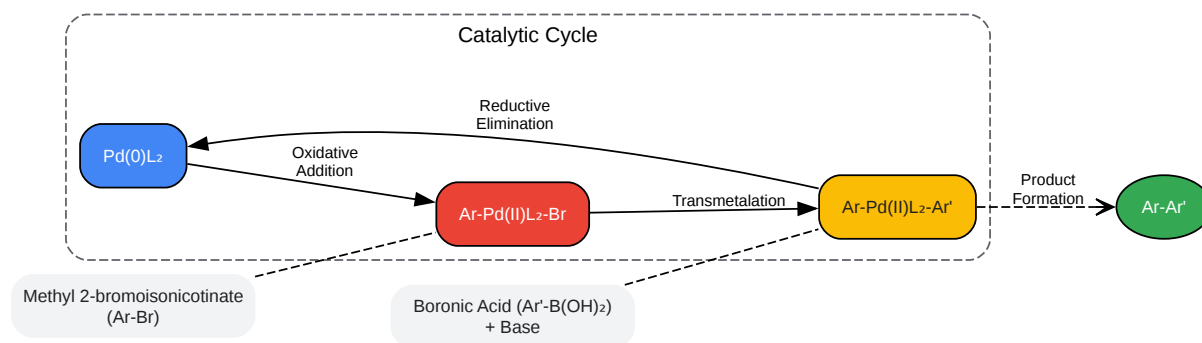 Catalytic Cycle
Reductive
Elimination
Pd(0)L₂
Oxidative
Addition
Ar-Pd(II)L₂-Br
Transmetalation
Ar-Pd(II)L₂-Ar'
Product
Formation
Ar-Ar'
Methyl 2-bromoisonicotinate
(Ar-Br)
Boronic Acid (Ar'-B(OH)₂)
+ Base